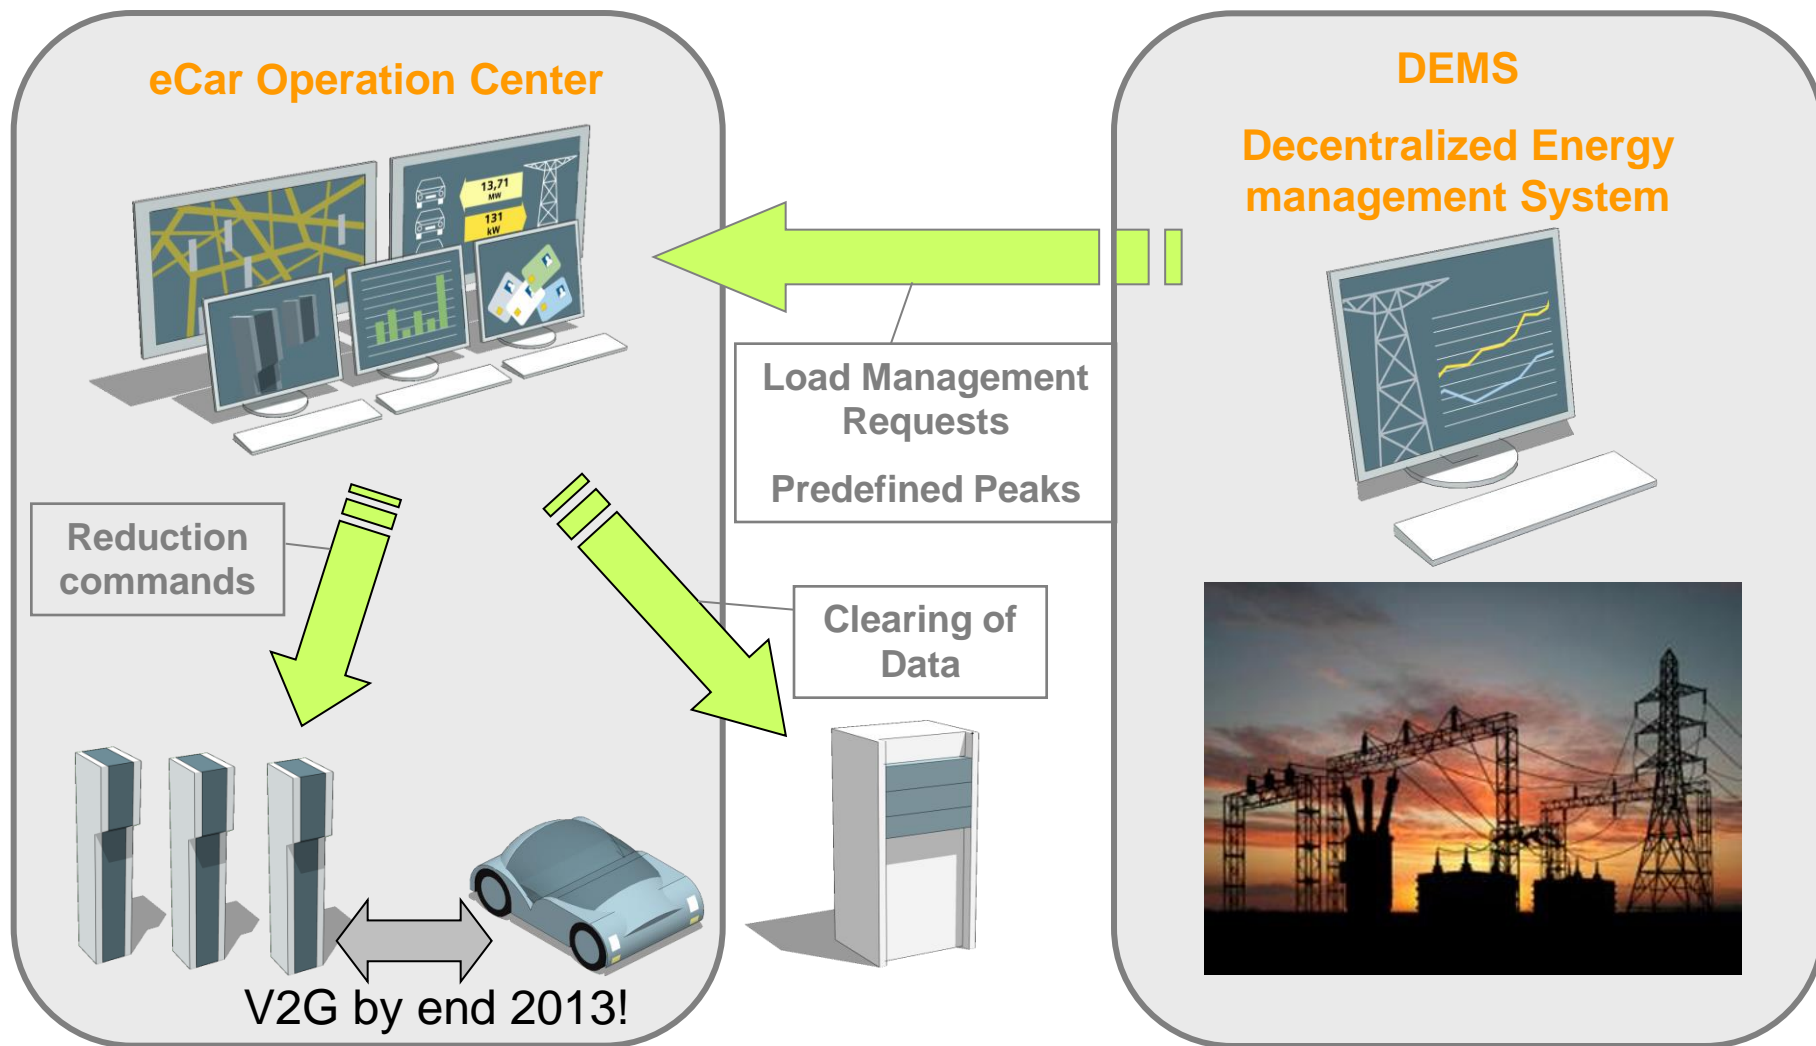 eCar Operation Center
13,71
MW
131
kW
DEMS
Decentralized Energy
management System
Load Management
Requests
Predefined Peaks
Reduction
commands
Clearing of
Data
V2G by end 2013!